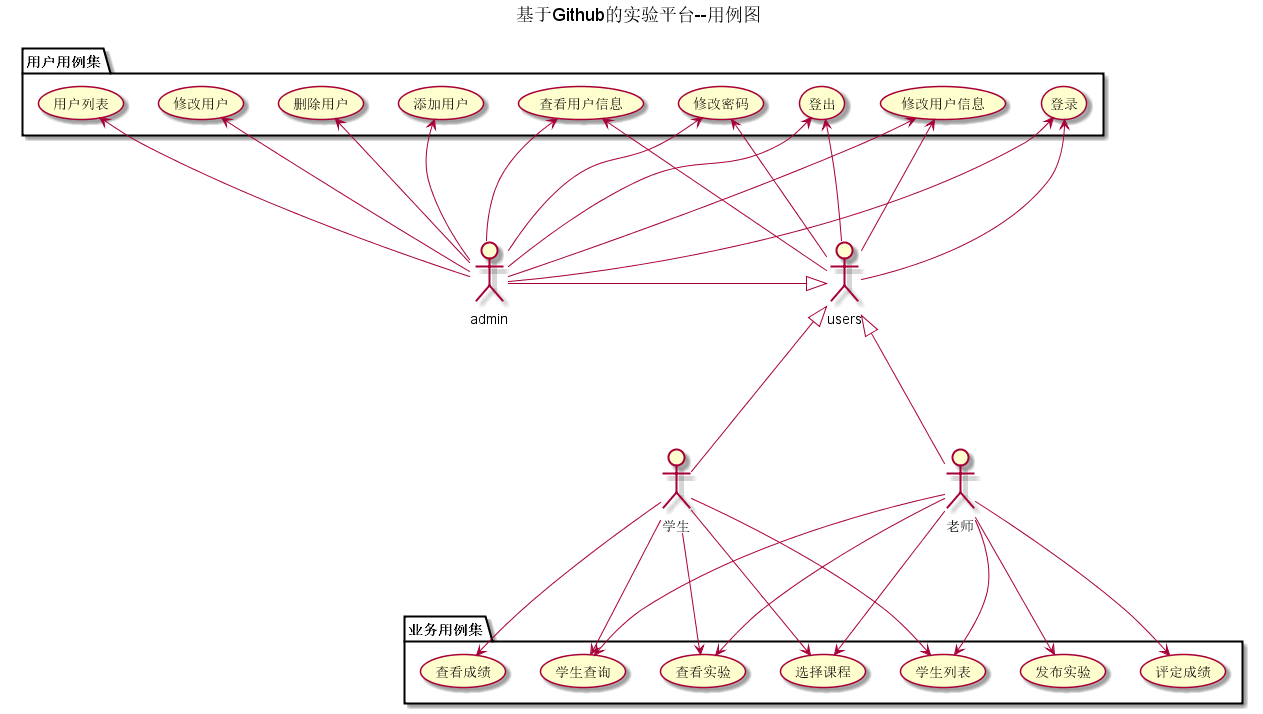 基于Github的实验平台--用例图
用户用例集
用户列表
修改用户
删除用户
添加用户
查看用户信息
修改密码
登出
修改用户信息
登录
admin
users
学生
老师
业务用例集
查看成绩
学生查询
查看实验
选择课程
学生列表
发布实验
评定成绩